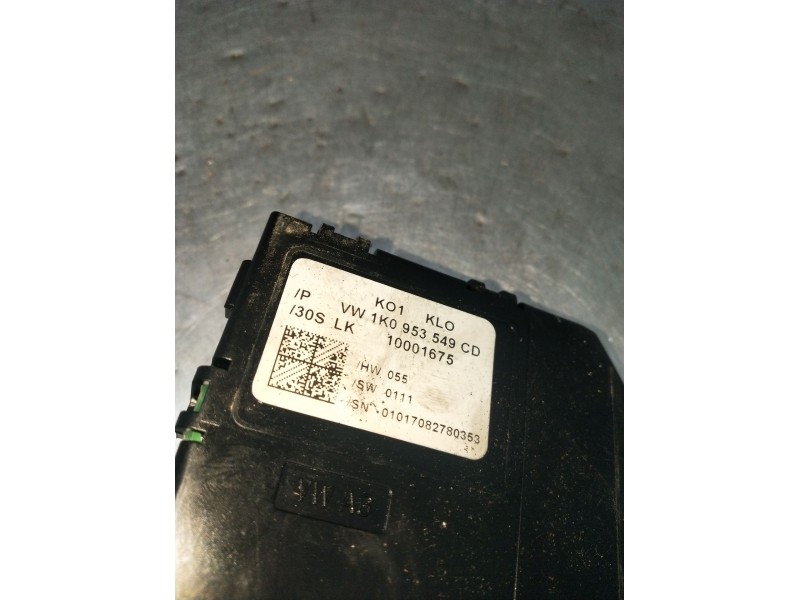 KO1 KLO
/P VW 1K0 953 549 CD
/30S LK 10001675
/HW 055
/SW 0111
/SN 01017082780353